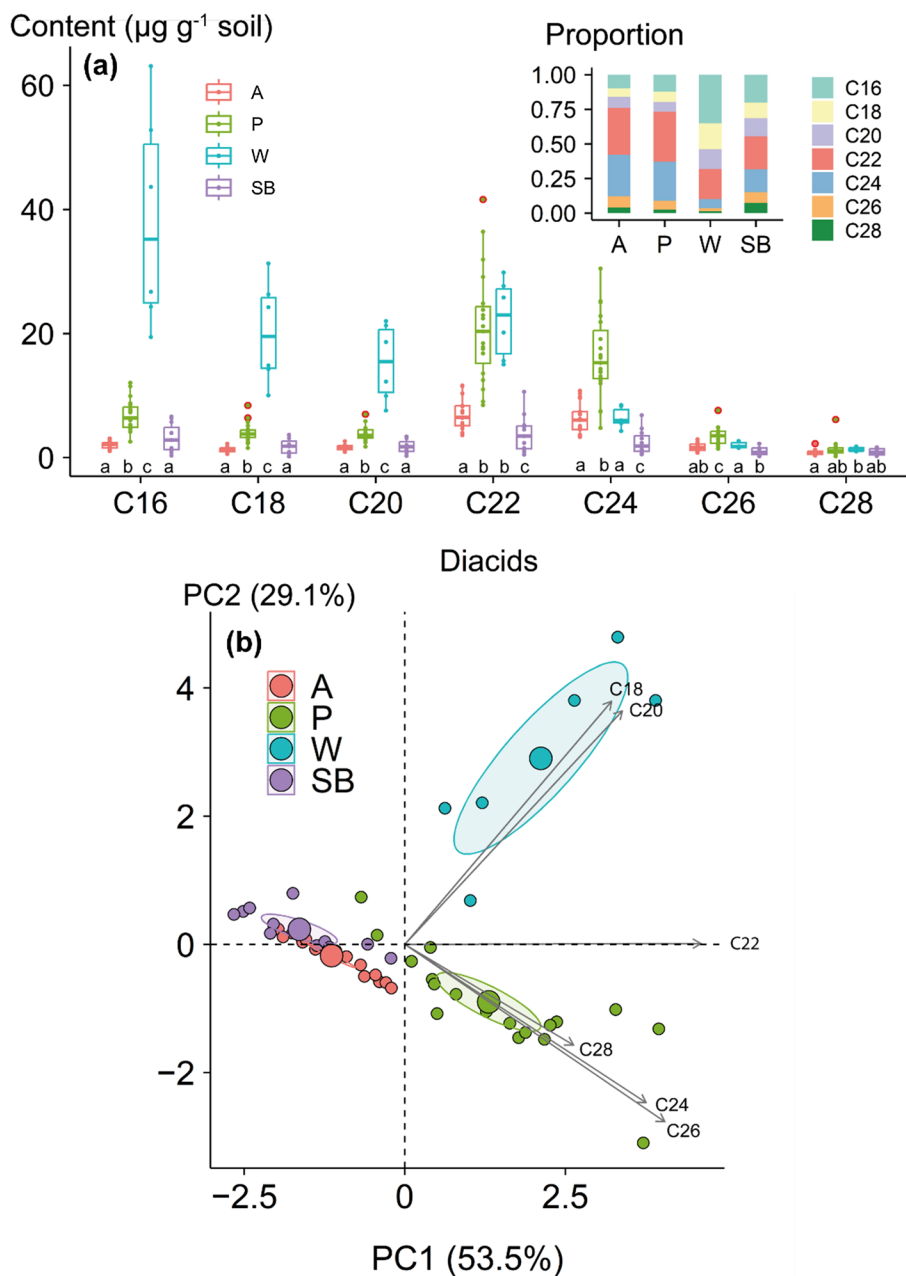 Content (µg g⁻¹ soil)
(a)
60
40
20
0
A
P
W
SB
Proportion
1.00
0.75
0.50
0.25
0.00
A P W SB
C16
C18
C20
C22
C24
C26
C28
a b c a a b c a a b c a a b b c a b a c ab c a b a ab b ab
C16 C18 C20 C22 C24 C26 C28
Diacids
PC2 (29.1%)
(b)
A
P
W
SB
4
2
0
−2
C18
C20
C22
C28
C24
C26
−2.5 0 2.5
PC1 (53.5%)